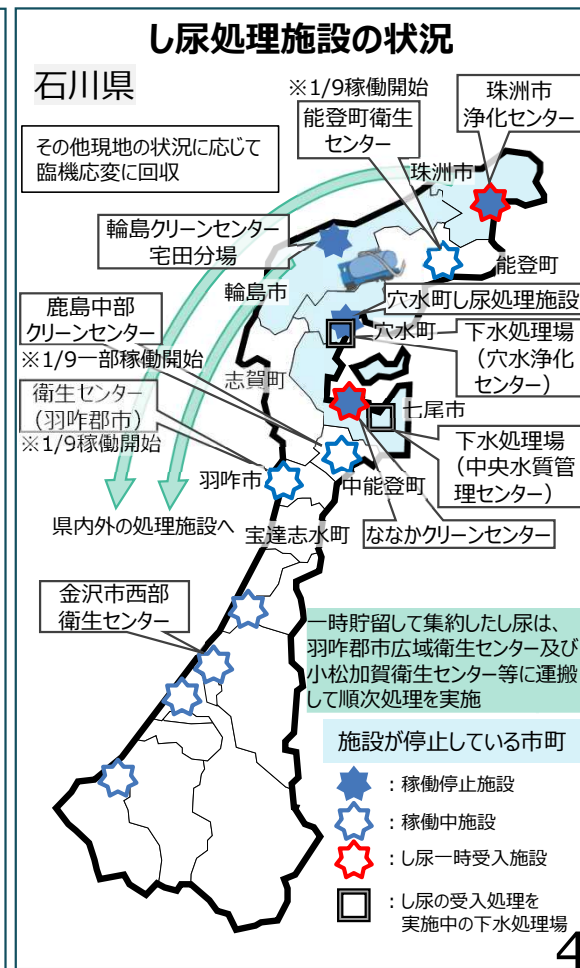 し尿処理施設の状況
石川県
※1/9稼働開始
能登町衛生
センター
珠洲市
浄化センター
その他現地の状況に応じて
臨機応変に回収
珠洲市
輪島クリーンセンター
宅田分場
能登町
輪島市
穴水町し尿処理施設
鹿島中部
クリーンセンター
※1/9一部稼働開始
穴水町
下水処理場
（穴水浄化
センター）
志賀町
衛生センター
（羽咋郡市）
※1/9稼働開始
七尾市
下水処理場
（中央水質管
理センター）
羽咋市
中能登町
県内外の処理施設へ
宝達志水町
ななかクリーンセンター
金沢市西部
衛生センター
一時貯留して集約したし尿は、
羽咋郡市広域衛生センター及び
小松加賀衛生センター等に運搬
して順次処理を実施
施設が停止している市町
：稼働停止施設
：稼働中施設
：し尿一時受入施設
：し尿の受入処理を
実施中の下水処理場
4